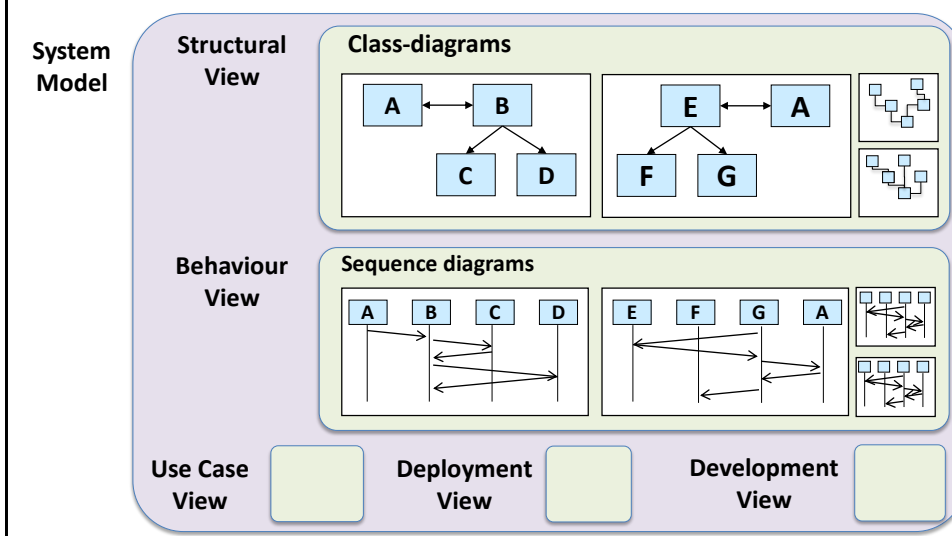 System
Model
Structural
View
Class-diagrams
A
B
C
D
E
A
F
G
Behaviour
View
Sequence diagrams
A
B
C
D
E
F
G
A
Use Case
View
Deployment
View
Development
View